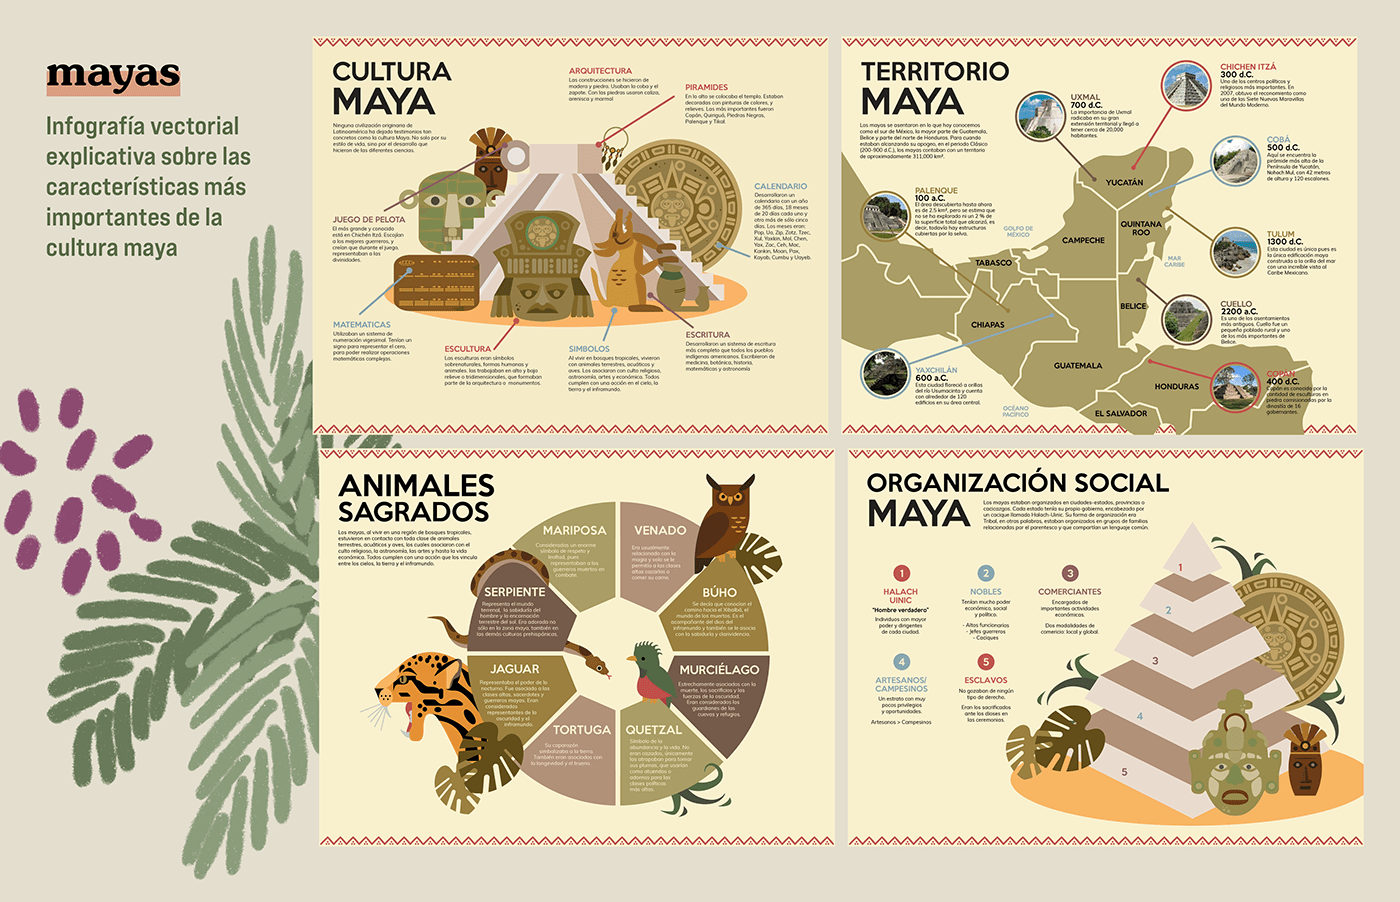 mayas
Infografía vectorial
explicativa sobre las
características más
importantes de la
cultura maya
CULTURA
MAYA
Ninguna civilización originaria de
Latinoamérica ha dejado testimonios tan
concretos como la cultura Maya. No solo por su
estilo de vida, sino por el desarrollo que
hicieron de las diferentes ciencias.
ARQUITECTURA
Las construcciones se hicieron de
madera y piedra. Usaban la caoba y el
zapote. Con las piedras usaron caliza,
arenisca y marmol
PIRAMIDES
En lo alto se colocaba el templo. Estaban
decoradas con pinturas de colores, y
relieves. Las más importantes fueron
Copán, Quinguá, Piedras Negras,
Palenque y Tikal.
CALENDARIO
Desarrollaron un
calendario con un año
de 365 días, 18 meses
de 20 días cada uno y
otro más de sólo cinco
días. Los meses eran:
Pop, Uo, Zip, Zotz, Tzec,
Xul, Yaxkin, Mol, Chen,
Yax, Zac, Ceh, Mac,
Kankin, Moan, Pax,
Kayab, Cumbu y Uayeb.
JUEGO DE PELOTA
El más grande y conocido
está en Chichén Itzá. Escojían
a los mejores guerreros, y
creían que durante el juego,
representaban a las
divinidades.
MATEMATICAS
Utilizaban un sistema de
numeración vigesimal. Tenían un
signo para representar el cero,
para poder realizar operaciones
matemáticas complejas.
ESCULTURA
Las esculturas eran símbolos
sobrenaturales, formas humanas y
animales. las trabajaban en alto y bajo
relieve o tridimensionales, que formaban
parte de la arquitectura o monumentos.
SIMBOLOS
Al vivir en bosques tropicales, vivieron
con animales terrestres, acuáticos y
aves. Los asociaron con culto religioso,
astronomía, artes y económico. Todos
cumplen con una acción en el cielo, la
tierra y el inframundo.
ESCRITURA
Desarrollaron un sistema de escritura
más completo que todos los pueblos
indígenas americanos. Escribieron de
medicina, botánica, historia,
matemáticas y astronomía
TERRITORIO
MAYA
Los mayas se asentaron en lo que hoy conocemos
como el sur de México, la mayor parte de Guatemala,
Belice y parte del norte de Honduras. Para cuando
estaban alcanzando su apogeo, en el periodo Clásico
(200-900 d.C.), los mayas contaban con un territorio
de aproximadamente 311,000 km².
UXMAL
700 d.C.
La importancia de Uxmal
radicaba en su gran
extensión territorial y llegó a
tener cerca de 20,000
habitantes.
CHICHEN ITZÁ
300 d.C.
Uno de los centros políticos y
religiosos más importantes. En
2007, obtuvo el reconomiento como
una de las Siete Nuevas Maravillas
del Mundo Moderno.
COBÁ
500 d.C.
Aquí se encuentra la
pirámide más alta de la
Península de Yucatán,
Nohoch Mul, con 42 metros
de altura y 120 escalones.
PALENQUE
100 a.C.
El área descubierta hasta ahora
es de 2,5 km², pero se estima que
no se ha explorado ni un 2 % de
la superficie total que alcanzó, es
decir, todavía hay estructuras
cubiertas por la selva.
TULUM
1300 d.C.
Esta ciudad es única pues es
la única edificación maya
construida a la orilla del mar
con una increíble vista al
Caribe Mexicano.
CUELLO
2200 a.C.
Es uno de los asentamientos
más antiguos. Cuello fue un
pequeño poblado rural y uno
de los más importantes de
Belice.
YAXCHILÁN
600 a.C.
Esta ciudad floreció a orillas
del río Usumacinta y cuenta
con alrededor de 120
edificios en su área central.
COPÁN
400 d.C.
Copán es conocida por la
cantidad de esculturas en
piedra comisionadas por la
dinastía de 16
gobernantes.
GOLFO DE
MÉXICO
MAR
CARIBE
OCÉANO
PACÍFICO
YUCATÁN
QUINTANA
ROO
CAMPECHE
TABASCO
CHIAPAS
BELICE
GUATEMALA
HONDURAS
EL SALVADOR
ANIMALES
SAGRADOS
Los mayas, al vivir en una región de bosques tropicales,
estuvieron en contacto con toda clase de animales
terrestres, acuáticos y aves, los cuales asociaron con el
culto religioso, la astronomía, las artes y hasta la vida
económica. Todos cumplen con una acción que los vincula
entre los cielos, la tierra y el inframundo.
MARIPOSA
Consideradas un enorme
símbolo de respeto y
lealtad, pues
representaban a los
guerreros muertos en
combate.
VENADO
Era usualmente
relacionado con la
magia y solo se le
permitía a las clases
altas cazarlos o
comer su carne.
SERPIENTE
Representa el mundo
terrenal, la sabiduría del
hombre y la encarnación
terrestre del sol. Era adorada no
sólo en la zona maya, también en
las demás culturas prehispánicas.
BÚHO
Se decía que conocían el
camino hacia el Xibalbá, el
mundo de los muertos. Es el
acompañante del dios del
inframundo y también se le asocia
con la sabiduría y clarividencia.
JAGUAR
Representaba el poder de lo
nocturno. Fue asociado a las
clases altas, sacerdotes y
guerreros mayas. Eran
considerados
representantes de la
oscuridad y el
inframundo.
MURCIÉLAGO
Estrechamente asociados con la
muerte, los sacrificios y las
fuerzas de la oscuridad.
Eran considerados los
guardianes de las
cuevas y refugios.
TORTUGA
Su caparazón
simbolizaba a la tierra.
También eran asociadas con
la longevidad y el trueno.
QUETZAL
Símbolo de la
abundancia y la vida. No
eran cazados, únicamente
los atrapaban para tomar
sus plumas, que usarían
como atuendos o
adornos para las
clases políticas
más altas.
ORGANIZACIÓN SOCIAL
MAYA
Los mayas estaban organizados en ciudades-estados, provincias o
cacicazgos. Cada estado tenía su propio gobierno, encabezado por
un cacique llamado Halach-Uinic. Su forma de organización era
Tribal, en otras palabras, estaban organizados en grupos de familias
relacionadas por el parentesco y que compartían un lenguaje común.
1
HALACH
UINIC
"Hombre verdadero"
Individuos con mayor
poder y dirigentes
de cada ciudad.
2
NOBLES
Tenían mucho poder
económico, social
y político.
- Altos funcionarios
- Jefes guerreros
- Caciques
3
COMERCIANTES
Encargados de
importantes actividades
económicas.
Dos modalidades de
comercio: local y global.
4
ARTESANOS/
CAMPESINOS
Un estrato con muy
pocos privilegios
y oportunidades.
Artesanos > Campesinos
5
ESCLAVOS
No gozaban de ningún
tipo de derecho.
Eran los sacrificados
ante los dioses en
las ceremonias.
1
2
3
4
5